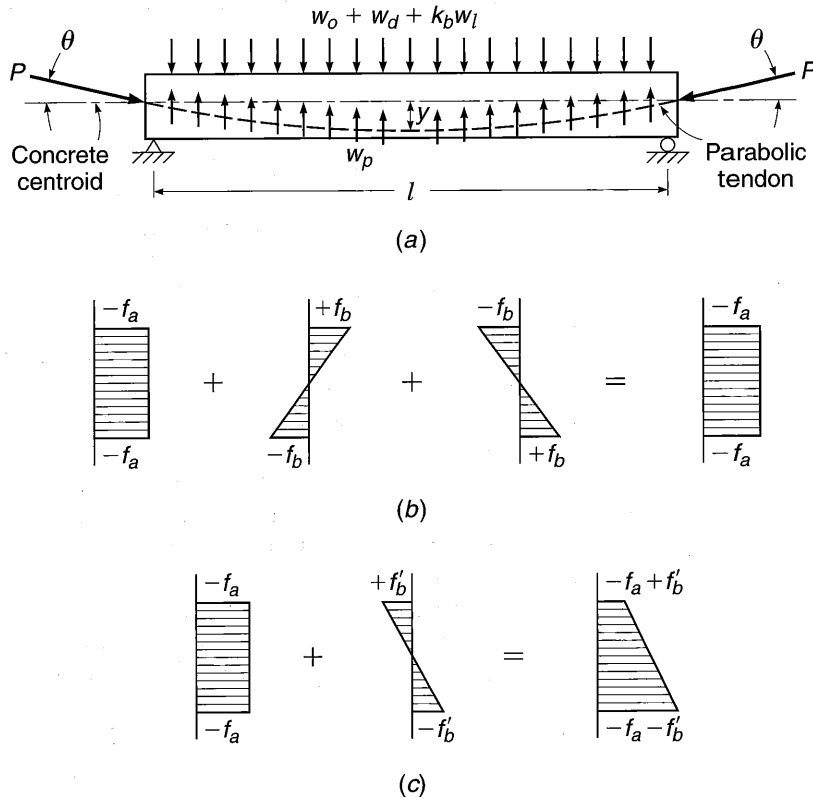 w_o + w_d + k_b w_l
θ
θ
P
P
y
Concrete
centroid
w_p
Parabolic
tendon
l
(a)
−f_a
+f_b
−f_b
−f_a
+
+
=
−f_a
−f_b
+f_b
−f_a
(b)
−f_a
+f′_b
−f_a + f′_b
+
=
−f_a
−f′_b
−f_a − f′_b
(c)